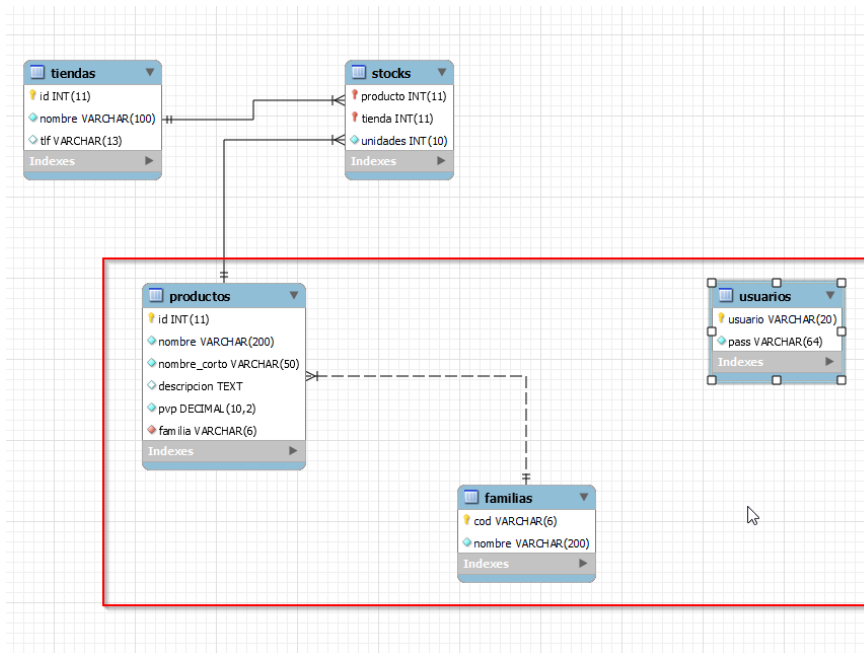 tiendas
id INT(11)
nombre VARCHAR(100)
tlf VARCHAR(13)
Indexes
stocks
producto INT(11)
tienda INT(11)
unidades INT(10)
Indexes
productos
id INT(11)
nombre VARCHAR(200)
nombre_corto VARCHAR(50)
descripcion TEXT
pvp DECIMAL(10,2)
familia VARCHAR(6)
Indexes
usuarios
usuario VARCHAR(20)
pass VARCHAR(64)
Indexes
familias
cod VARCHAR(6)
nombre VARCHAR(200)
Indexes